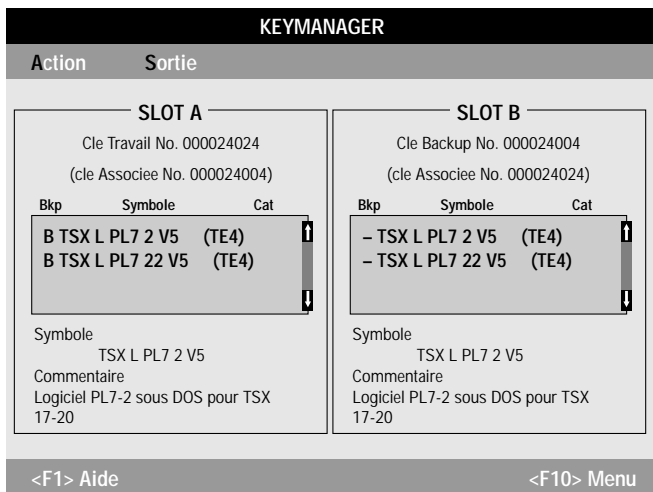 KEYMANAGER
Action Sortie
SLOT A
Cle Travail No. 000024024
(cle Associee No. 000024004)
Bkp Symbole Cat
B TSX L PL7 2 V5 (TE4)
B TSX L PL7 22 V5 (TE4)
Symbole
TSX L PL7 2 V5
Commentaire
Logiciel PL7-2 sous DOS pour TSX
17-20
SLOT B
Cle Backup No. 000024004
(cle Associee No. 000024024)
Bkp Symbole Cat
– TSX L PL7 2 V5 (TE4)
– TSX L PL7 22 V5 (TE4)
Symbole
TSX L PL7 2 V5
Commentaire
Logiciel PL7-2 sous DOS pour TSX
17-20
<F1> Aide <F10> Menu